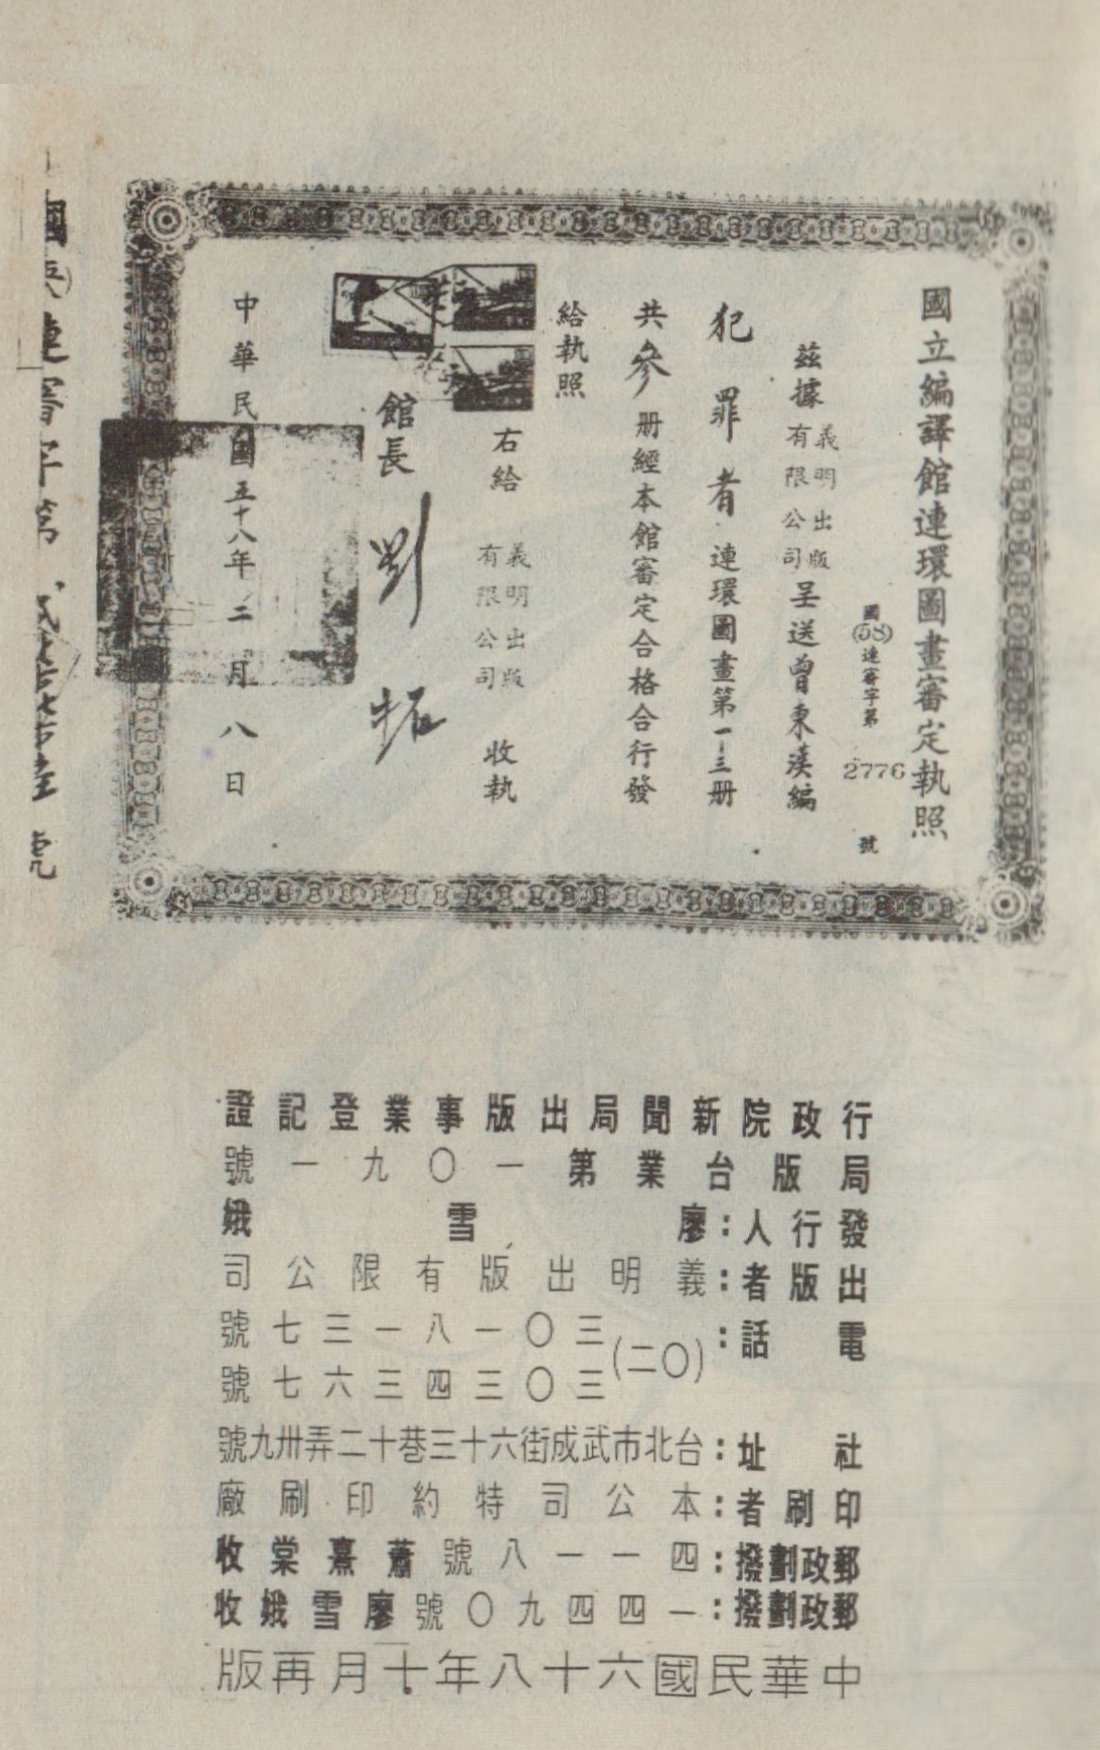 國立編譯館連環圖畫審定執照
國(58)連審字第 2776 號
茲據義明出版有限公司呈送曾東漢編
犯罪者連環圖畫第一—三册
共參册經本館審定合格合行發
給執照
右給 義明出版有限公司 收執
館長 劉拓
中華民國五十八年二月八日
行政院新聞局出版事業登記證
局版台業第一〇九一號
發行人：廖雪娥
出版者：義明出版有限公司
電話：(〇二)三〇一八一三七號
三〇三四三六七號
社址：台北市武成街六十三巷十二弄卅九號
印刷者：本公司特約印刷廠
郵政劃撥：四一一八號蕭熹棠收
郵政劃撥：一四四九〇號廖雪娥收
中華民國六十八年十月再版